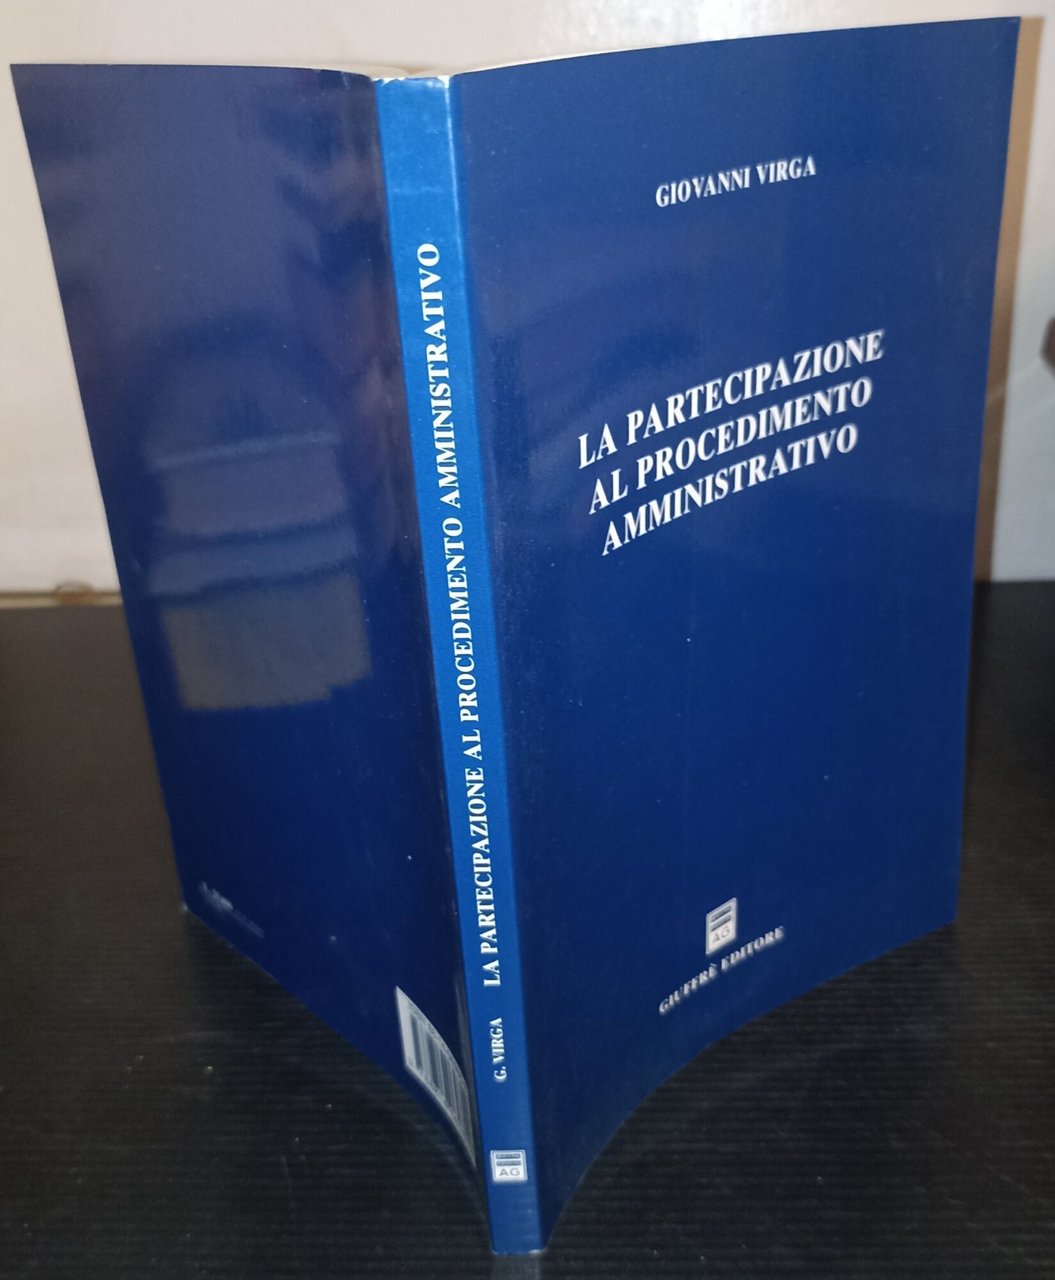 GIOVANNI VIRGA
LA PARTECIPAZIONE
AL PROCEDIMENTO
AMMINISTRATIVO
AG
GIUFFRÈ EDITORE
G. VIRGA LA PARTECIPAZIONE AL PROCEDIMENTO AMMINISTRATIVO
AG